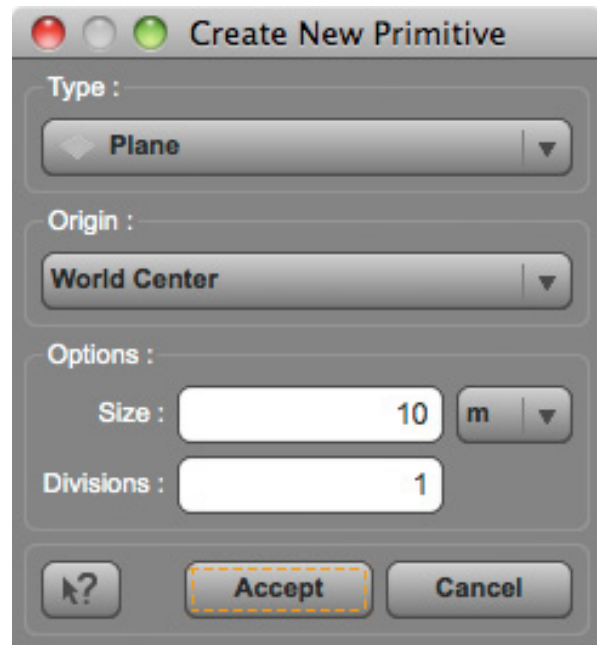 Create New Primitive
Type :
Plane
Origin :
World Center
Options :
Size : 10 m
Divisions : 1
? Accept Cancel